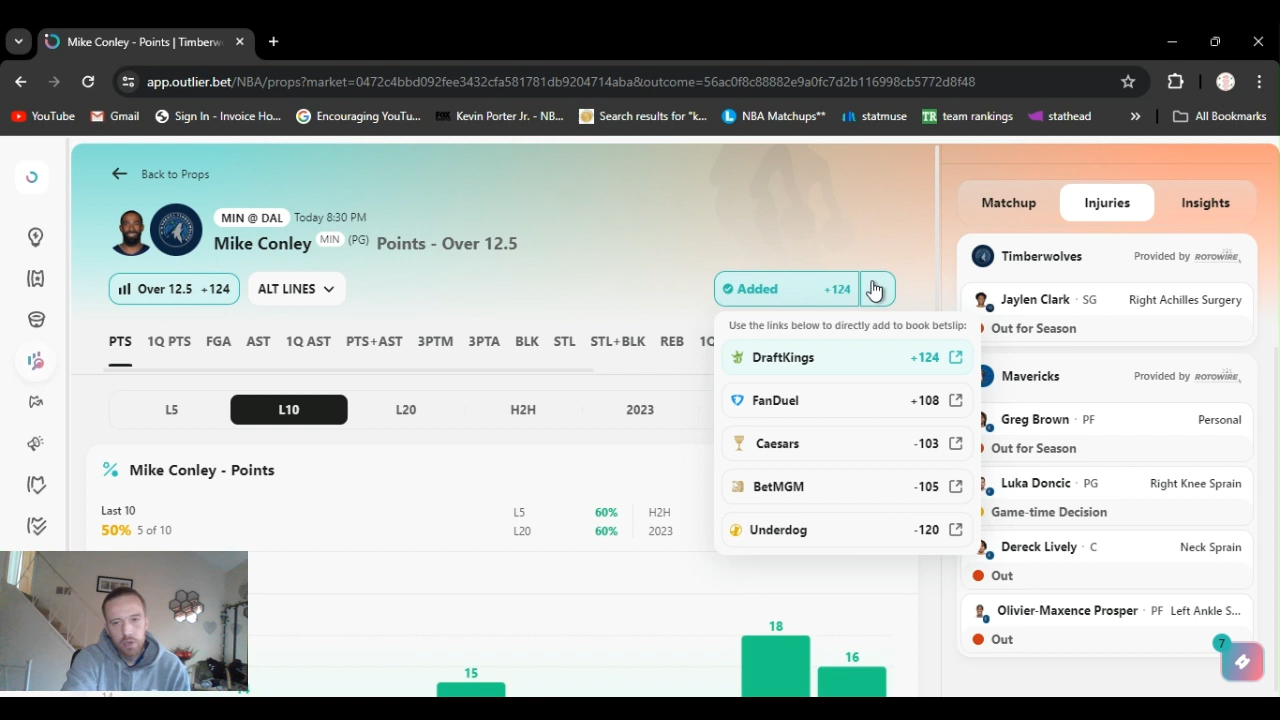 Mike Conley - Points | Timberw
app.outlier.bet/NBA/props?market=0472c4bbd092fee3432cfa581781db9204714aba&outcome=56ac0f8c88882e9a0fc7d2b116998cb5772d8f48
YouTube
Gmail
Sign In - Invoice Ho...
Encouraging YouTu...
Kevin Porter Jr. - NB...
Search results for "k...
NBA Matchups**
statmuse
TR team rankings
stathead
All Bookmarks
Back to Props
MIN @ DAL Today 8:30 PM
Mike Conley MIN (PG) Points - Over 12.5
Over 12.5 +124
ALT LINES
Added +124
Use the links below to directly add to book betslip:
DraftKings +124
FanDuel +108
Caesars -103
BetMGM -105
Underdog -120
PTS 1Q PTS FGA AST 1Q AST PTS+AST 3PTM 3PTA BLK STL STL+BLK REB
L5 L10 L20 H2H 2023
Mike Conley - Points
Last 10
50% 5 of 10
L5 60% H2H
L20 60% 2023
15
18
16
Matchup Injuries Insights
Timberwolves Provided by ROTOWIRE
Jaylen Clark · SG Right Achilles Surgery
Out for Season
Mavericks Provided by ROTOWIRE
Greg Brown · PF Personal
Out for Season
Luka Doncic · PG Right Knee Sprain
Game-time Decision
Dereck Lively · C Neck Sprain
Out
Olivier-Maxence Prosper · PF Left Ankle S...
Out
7